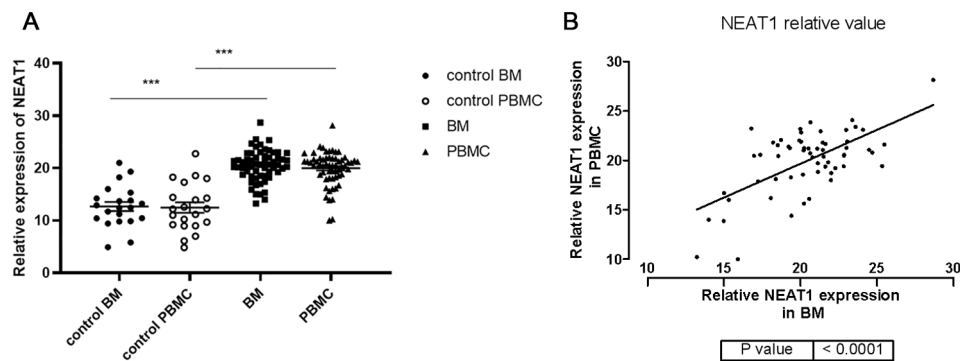 A
***
***
Relative expression of NEAT1
40
30
20
10
0
control BM
control PBMC
BM
PBMC
control BM
control PBMC
BM
PBMC
B
NEAT1 relative value
Relative NEAT1 expression
in PBMC
30
25
20
15
10
10
15
20
25
30
Relative NEAT1 expression
in BM
P value < 0.0001